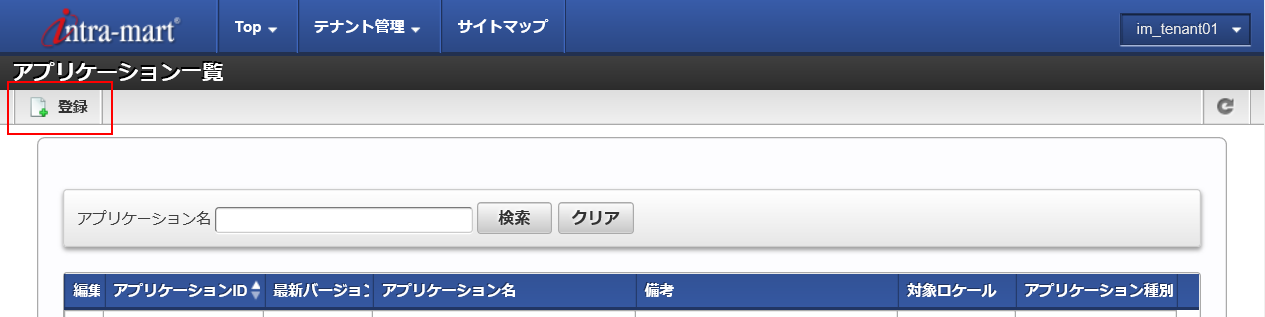 intra-mart® Top テナント管理 サイトマップ im_tenant01
アプリケーション一覧
登録
アプリケーション名 検索 クリア
編集 アプリケーションID 最新バージョン アプリケーション名 備考 対象ロケール アプリケーション種別